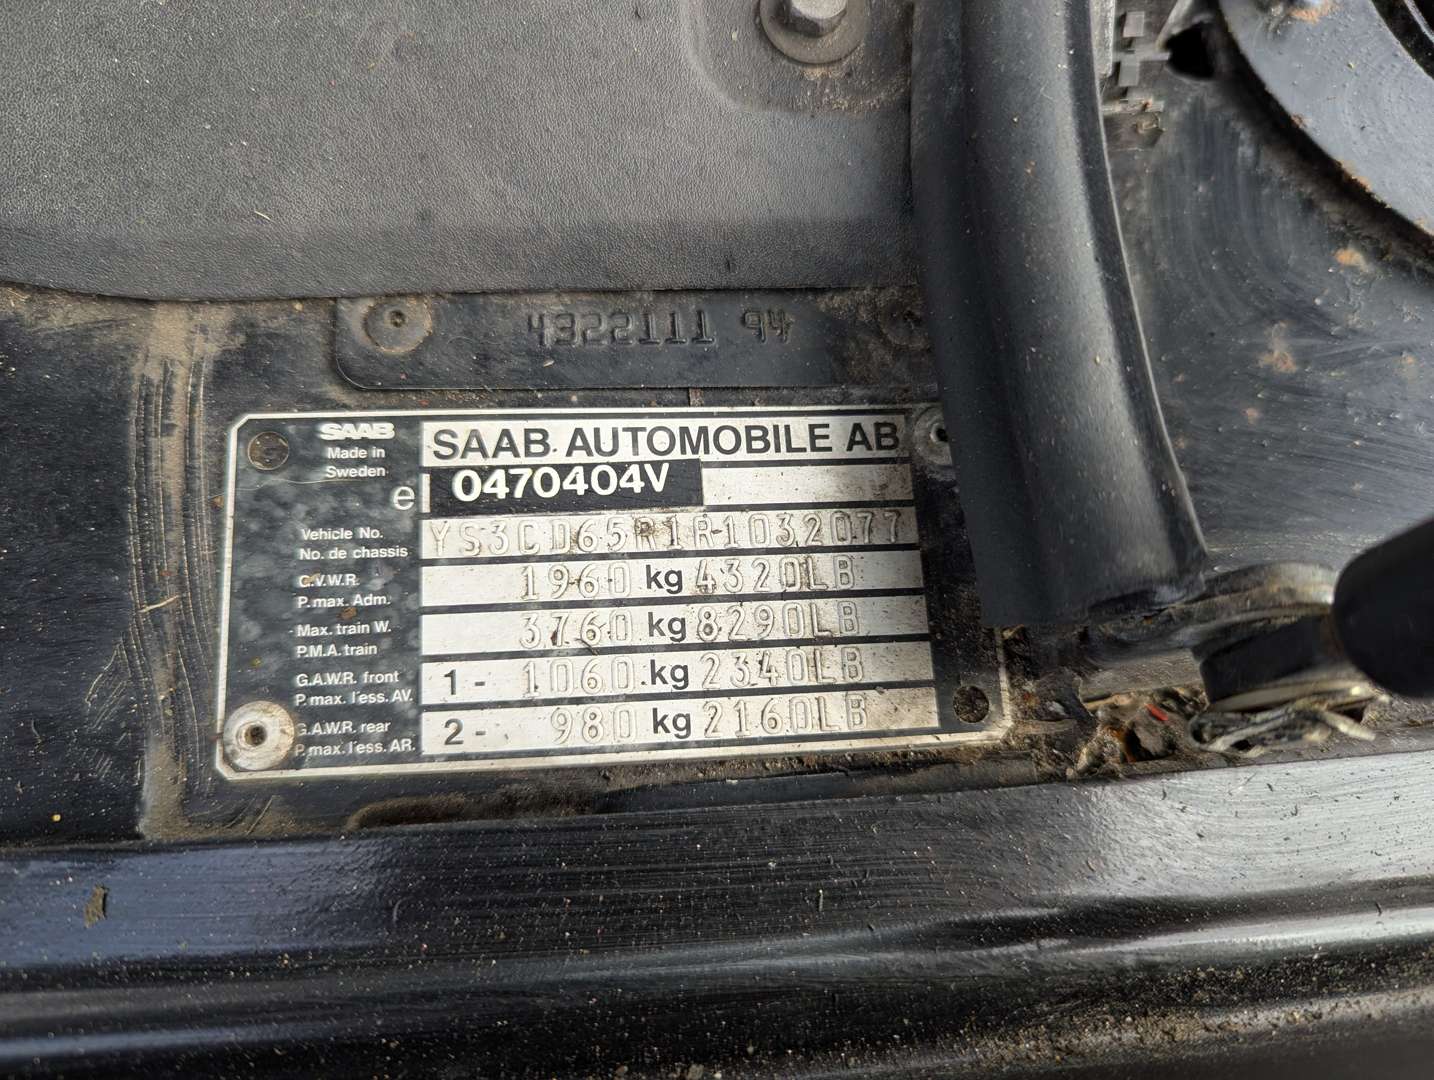 4322111 94
SAAB
Made in
Sweden
SAAB AUTOMOBILE AB
e 0470404V
Vehicle No.
No. de chassis
YS3CD65R1R1032077
G.V.W.R.
P. max. Adm.
1960 kg 4320LB
Max. train W.
P.M.A. train
3760 kg 8290LB
G.A.W.R. front
P. max. l'ess. AV.
1- 1060 kg 2340LB
G.A.W.R. rear
P. max. l'ess. AR.
2- 980 kg 2160LB